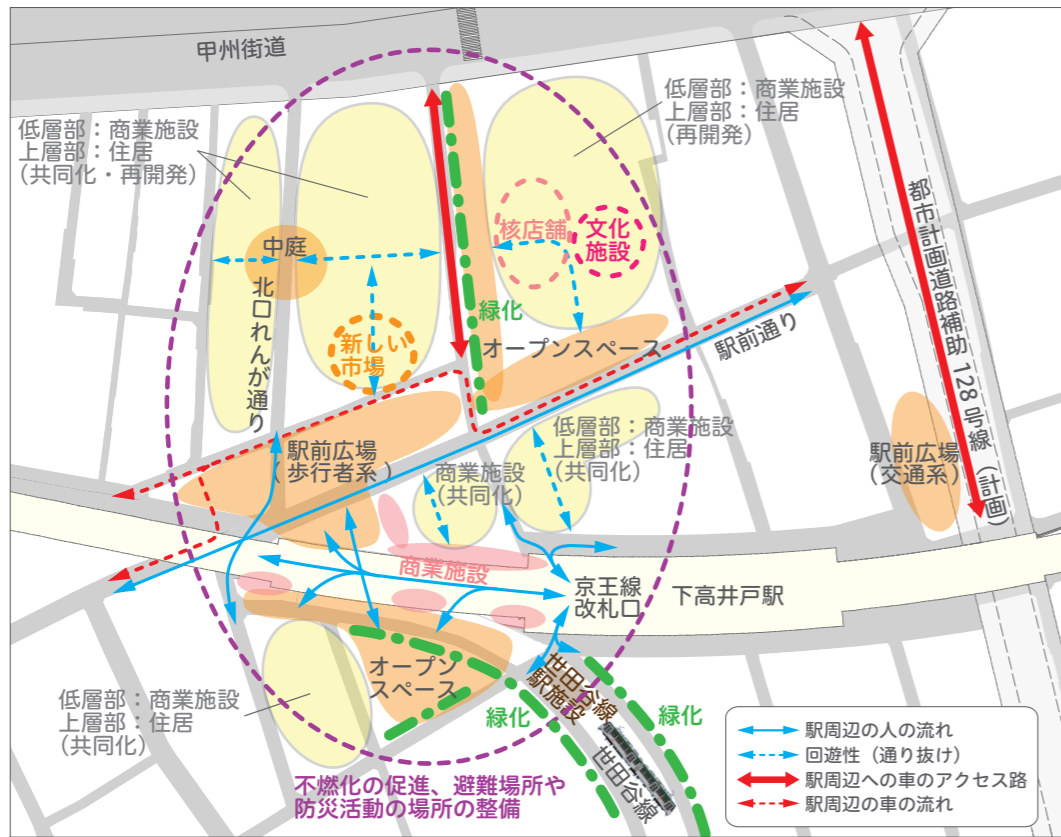 甲州街道
低層部：商業施設
上層部：住居
（共同化・再開発）
低層部：商業施設
上層部：住居
（再開発）
核店舗
文化
施設
中庭
北口れんが通り
新しい
市場
緑化
オープンスペース
駅前通り
都市計画道路補助128号線（計画）
駅前広場
（歩行者系）
低層部：商業施設
上層部：住居
（共同化）
商業施設
（共同化）
駅前広場
（交通系）
商業施設
京王線
改札口
下高井戸駅
オープン
スペース
世田谷線
駅施設
低層部：商業施設
上層部：住居
（共同化）
緑化
緑化
世田谷線
不燃化の促進、避難場所や
防災活動の場所の整備
駅周辺の人の流れ
回遊性（通り抜け）
駅周辺への車のアクセス路
駅周辺の車の流れ